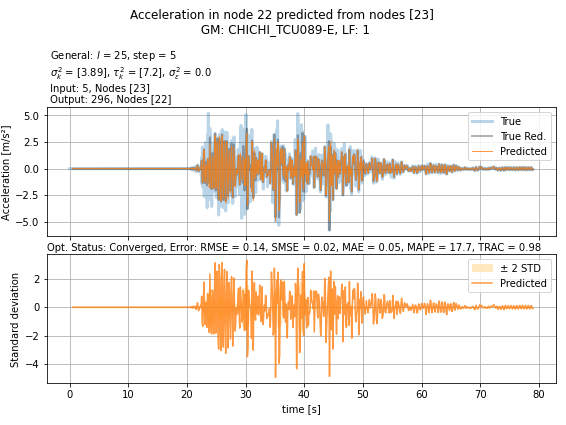 Acceleration in node 22 predicted from nodes [23]
GM: CHICHI_TCU089-E, LF: 1
General: l = 25, step = 5
σ²ₖ = [3.89], τ²ₖ = [7.2], σ²_ε = 0.0
Input: 5, Nodes [23]
Output: 296, Nodes [22]
Acceleration [m/s²]
5.0
2.5
0.0
−2.5
−5.0
True
True Red.
Predicted
Opt. Status: Converged, Error: RMSE = 0.14, SMSE = 0.02, MAE = 0.05, MAPE = 17.7, TRAC = 0.98
Standard deviation
2
0
−2
−4
± 2 STD
Predicted
0 10 20 30 40 50 60 70 80
time [s]